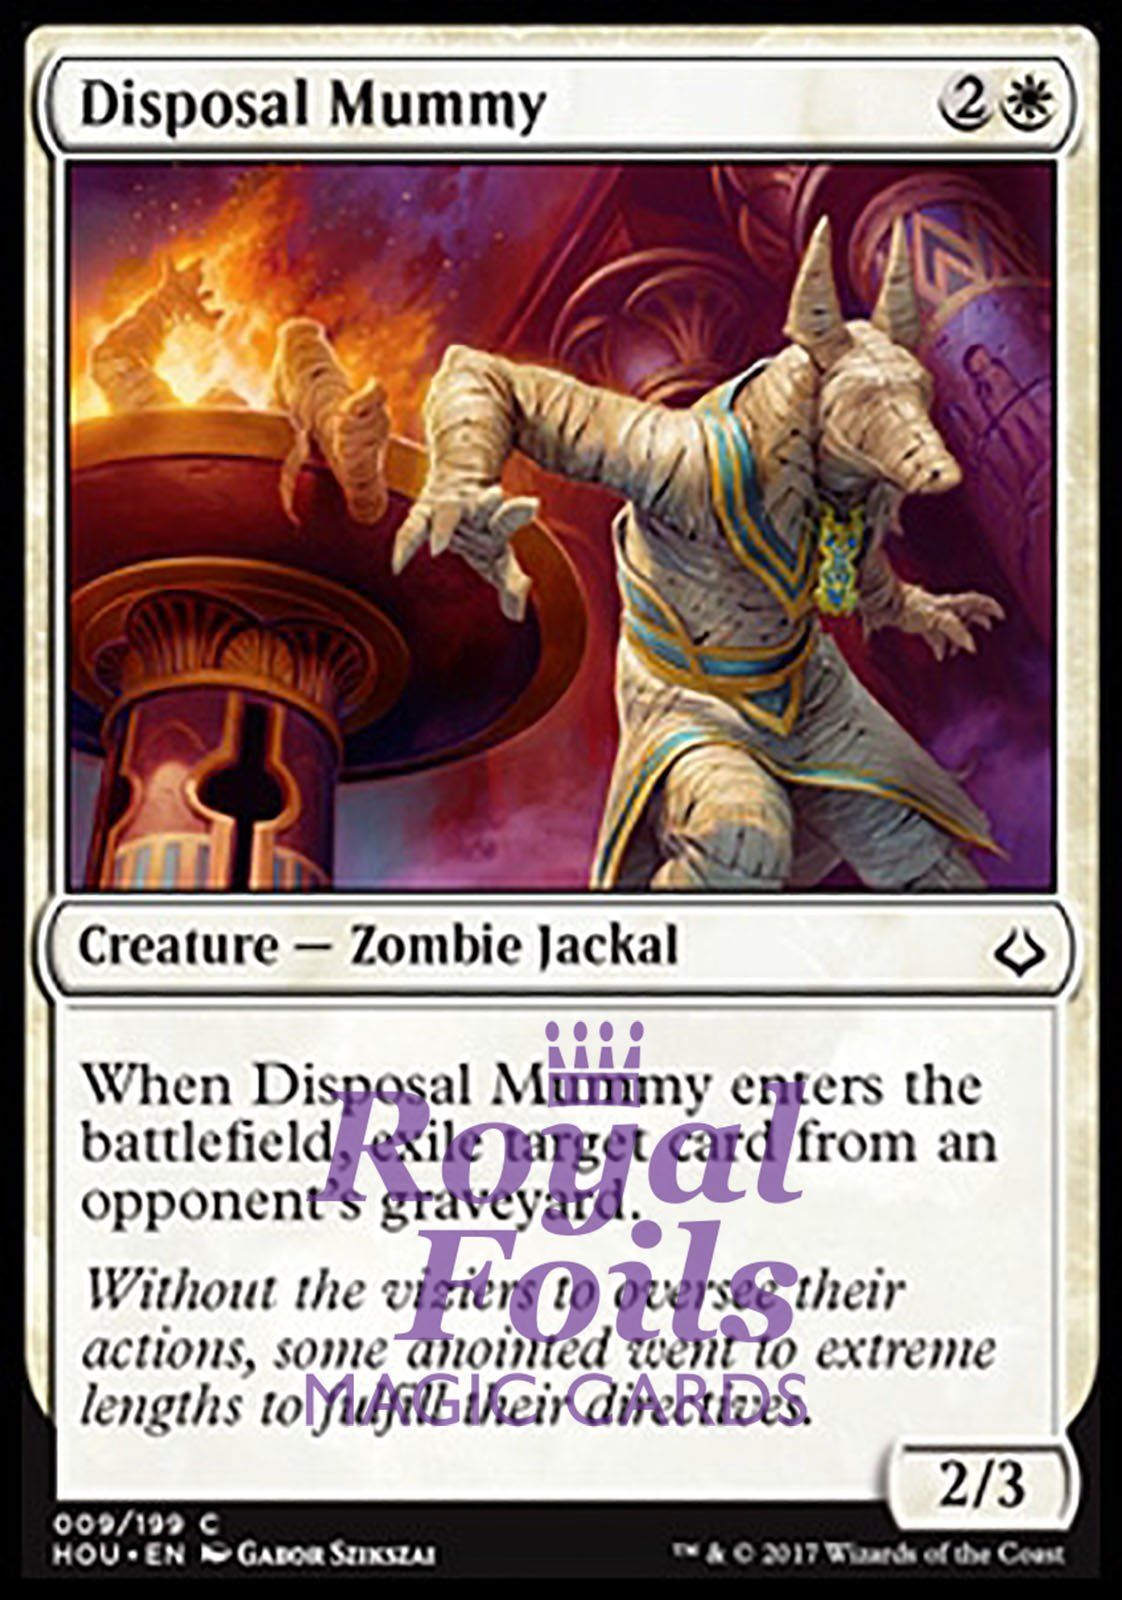 Disposal Mummy 2
Creature — Zombie Jackal
When Disposal Mummy enters the
battlefield, exile target card from an
opponent's graveyard.
Without the viziers to oversee their
actions, some anointed went to extreme
lengths to fulfill their directives.
Royal
Foils
MAGIC CARDS
2/3
009/199 C
HOU • EN GABOR SZIKSZAI
™ & © 2017 Wizards of the Coast